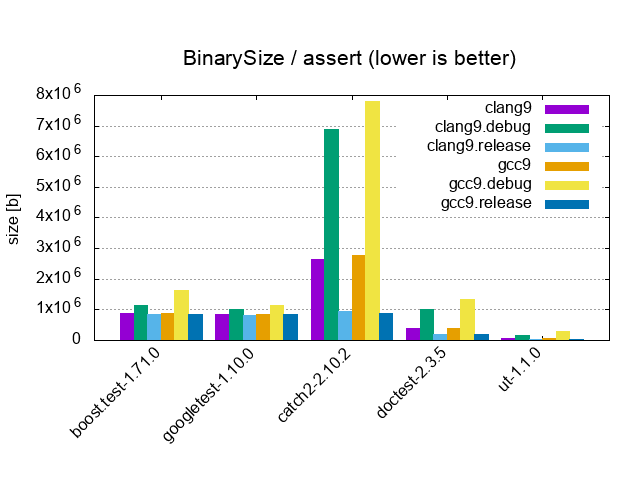 BinarySize / assert (lower is better)
8x10^6
7x10^6
6x10^6
5x10^6
4x10^6
3x10^6
2x10^6
1x10^6
0
size [b]
clang9
clang9.debug
clang9.release
gcc9
gcc9.debug
gcc9.release
boost.test-1.71.0
googletest-1.10.0
catch2-2.10.2
doctest-2.3.5
ut-1.1.0